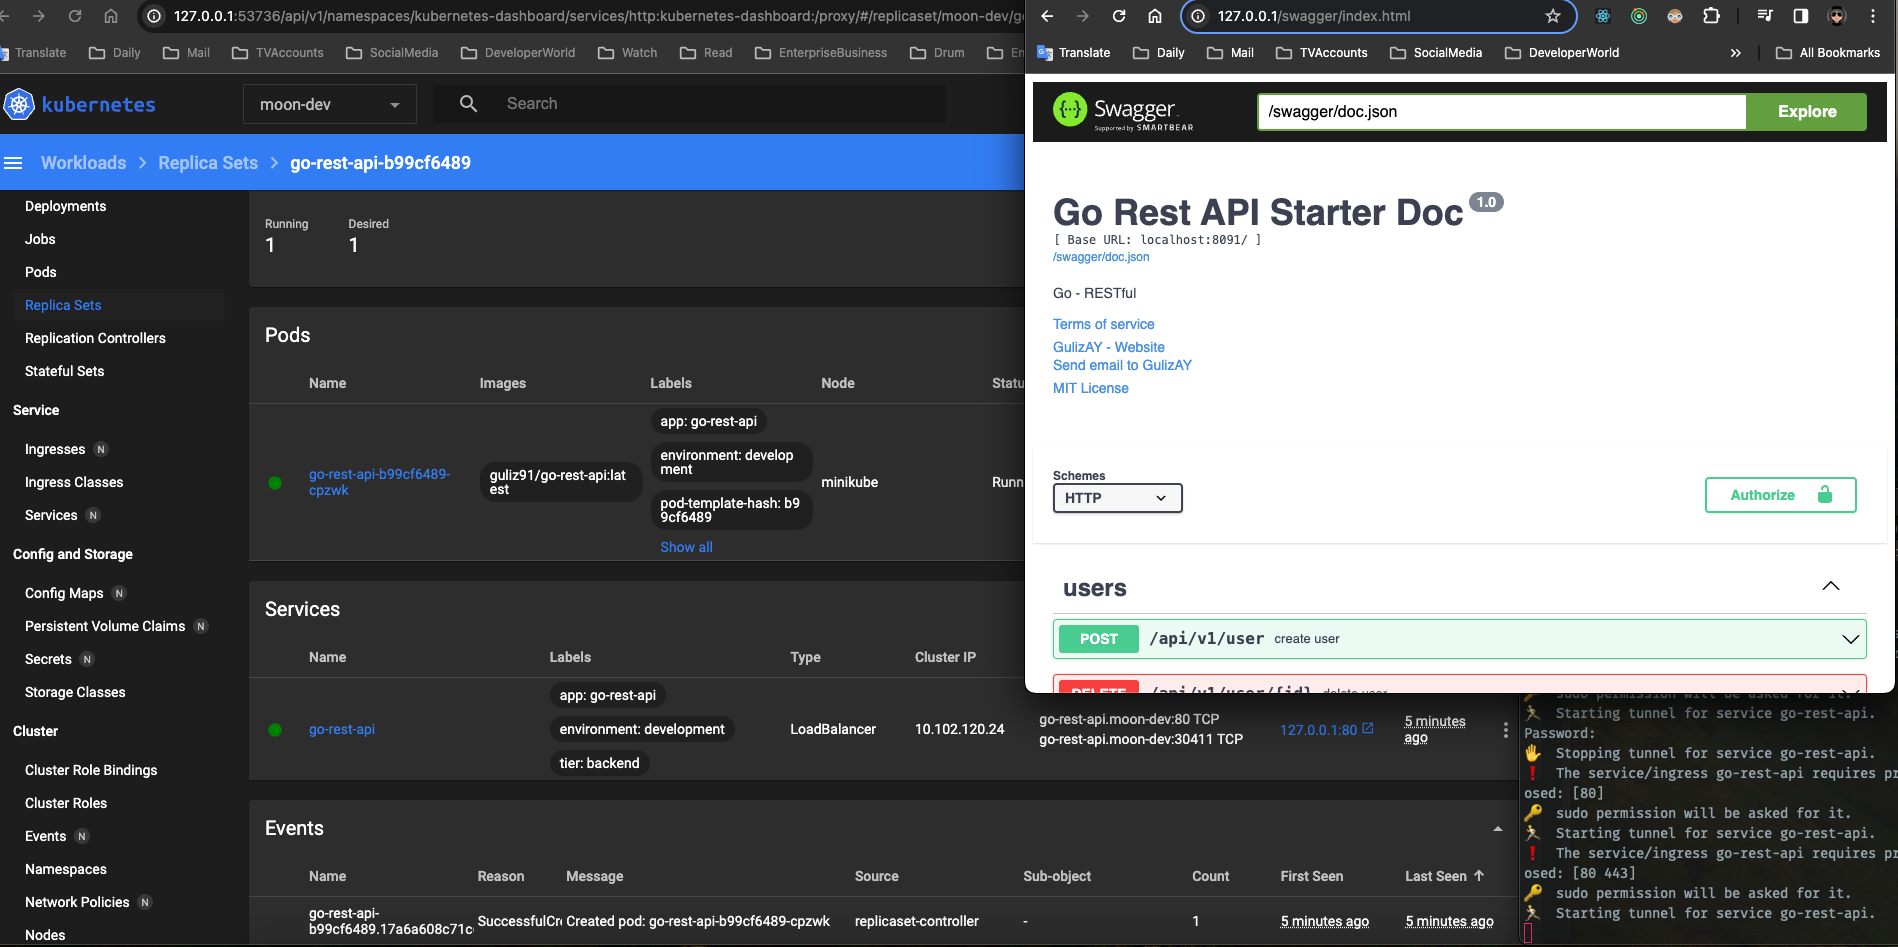 127.0.0.1:53736/api/v1/namespaces/kubernetes-dashboard/services/http:kubernetes-dashboard:/proxy/#/replicaset/moon-dev/go
Translate
Daily
Mail
TVAccounts
SocialMedia
DeveloperWorld
Watch
Read
EnterpriseBusiness
Drum
En
kubernetes
moon-dev
Search
Workloads > Replica Sets > go-rest-api-b99cf6489
Deployments
Jobs
Pods
Replica Sets
Replication Controllers
Stateful Sets
Service
Ingresses N
Ingress Classes
Services N
Config and Storage
Config Maps N
Persistent Volume Claims N
Secrets N
Storage Classes
Cluster
Cluster Role Bindings
Cluster Roles
Events N
Namespaces
Network Policies N
Nodes
Running
1
Desired
1
Pods
Name
Images
Labels
Node
Statu
go-rest-api-b99cf6489-
cpzwk
guliz91/go-rest-api:lat
est
app: go-rest-api
environment: develop
ment
pod-template-hash: b9
9cf6489
Show all
minikube
Runn
Services
Name
Labels
Type
Cluster IP
go-rest-api
app: go-rest-api
environment: development
tier: backend
LoadBalancer
10.102.120.24
go-rest-api.moon-dev:80 TCP
go-rest-api.moon-dev:30411 TCP
127.0.0.1:80
5 minutes
ago
Events
Name
Reason
Message
Source
Sub-object
Count
First Seen
Last Seen
go-rest-api-
b99cf6489.17a6a608c71c
SuccessfulCr
Created pod: go-rest-api-b99cf6489-cpzwk
replicaset-controller
-
1
5 minutes ago
5 minutes ago
127.0.0.1/swagger/index.html
Translate
Daily
Mail
TVAccounts
SocialMedia
DeveloperWorld
»
All Bookmarks
{··} Swagger
Supported by SMARTBEAR
/swagger/doc.json
Explore
Go Rest API Starter Doc 1.0
[ Base URL: localhost:8091/ ]
/swagger/doc.json
Go - RESTful
Terms of service
GulizAY - Website
Send email to GulizAY
MIT License
Schemes
HTTP
Authorize
users
POST /api/v1/user create user
DELETE /api/v1/user/{id} delete user
sudo permission will be asked for it.
Starting tunnel for service go-rest-api.
Password:
Stopping tunnel for service go-rest-api.
The service/ingress go-rest-api requires pr
osed: [80]
sudo permission will be asked for it.
Starting tunnel for service go-rest-api.
The service/ingress go-rest-api requires pr
osed: [80 443]
sudo permission will be asked for it.
Starting tunnel for service go-rest-api.